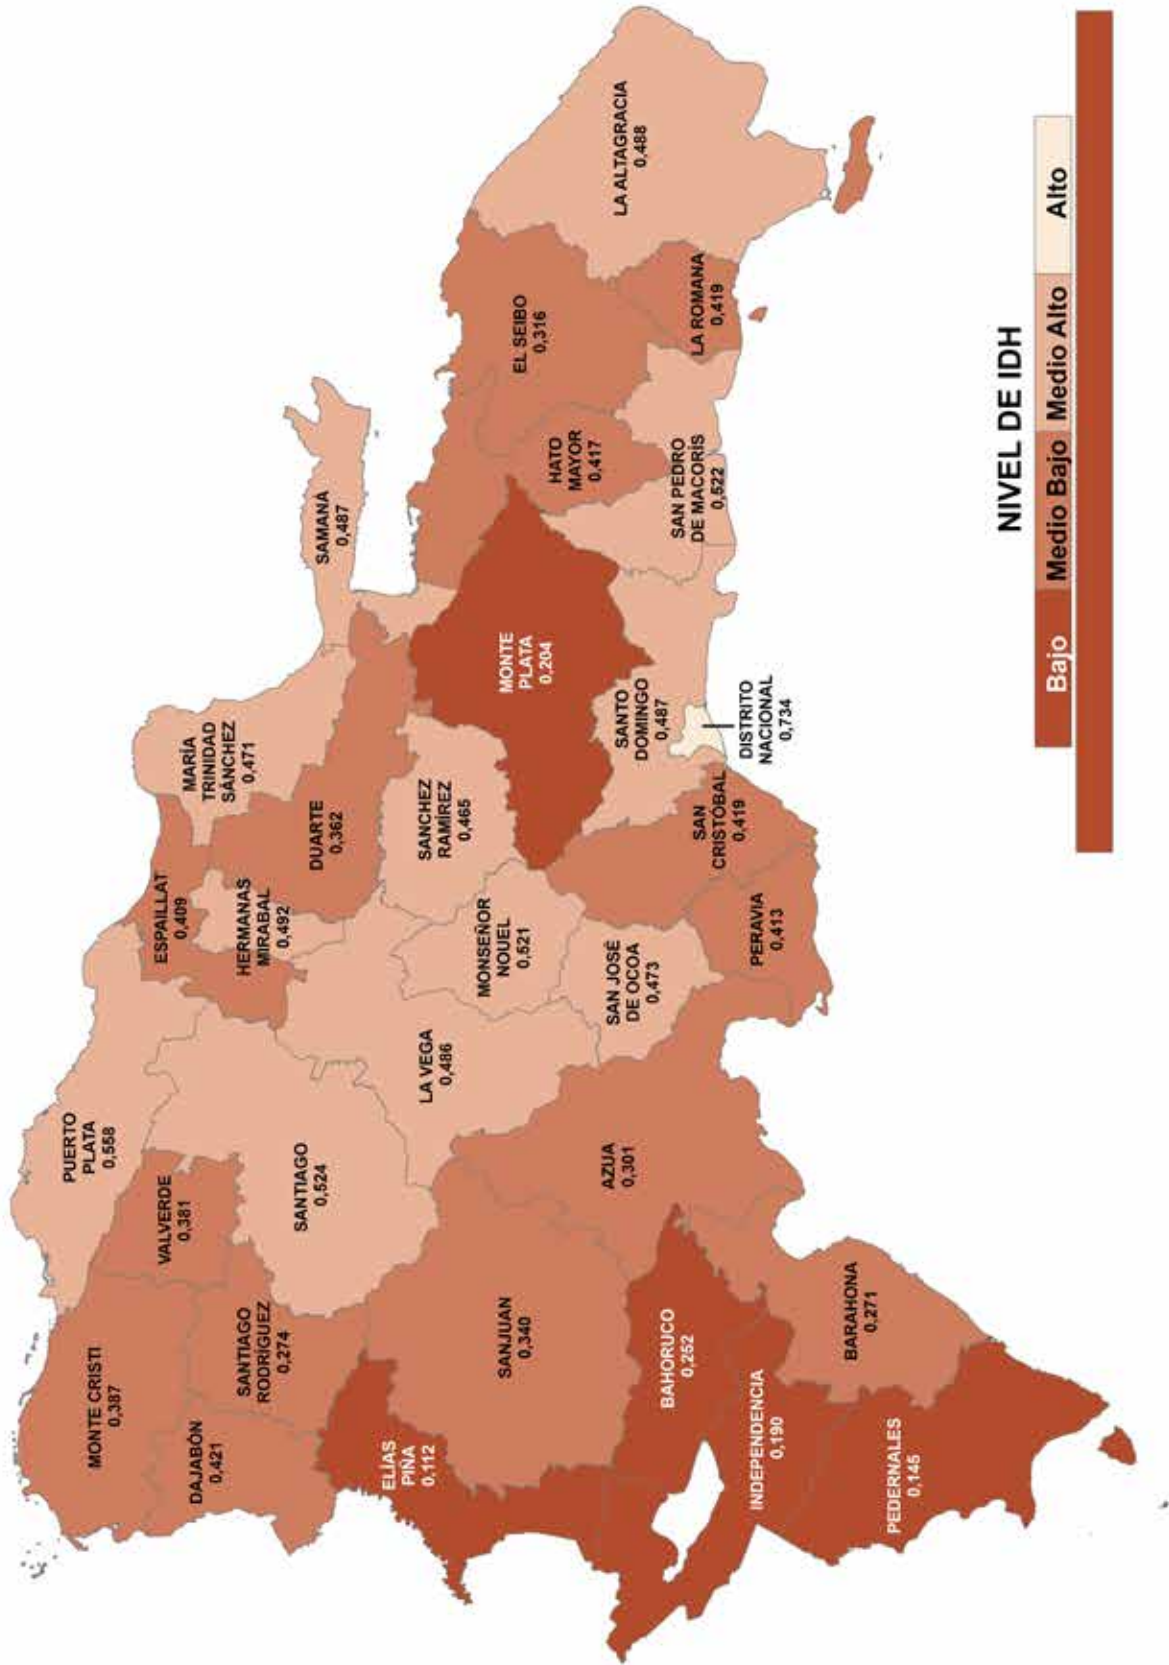 PUERTO
PLATA
0,558
MONTE CRISTI
0,387
ESPAILLAT
0,409
VALVERDE
0,381
MARÍA
TRINIDAD
SÁNCHEZ
0,471
DAJABÓN
0,421
SANTIAGO
RODRÍGUEZ
0,274
HERMANAS
MIRABAL
0,492
SANTIAGO
0,524
DUARTE
0,362
SAMANÁ
0,487
ELÍAS
PIÑA
0,112
LA VEGA
0,486
SANCHEZ
RAMÍREZ
0,465
MONSEÑOR
NOUEL
0,521
SANJUAN
0,340
MONTE
PLATA
0,204
EL SEIBO
0,316
HATO
MAYOR
0,417
AZUA
0,301
SAN JOSÉ
DE OCOA
0,473
SANTO
DOMINGO
0,487
LA ALTAGRACIA
0,488
BAHORUCO
0,252
SAN PEDRO
DE MACORÍS
0,522
LA ROMANA
0,419
SAN
CRISTÓBAL
0,419
DISTRITO
NACIONAL
0,734
INDEPENDENCIA
0,190
PERAVIA
0,413
BARAHONA
0,271
PEDERNALES
0,145
NIVEL DE IDH
Bajo Medio Bajo Medio Alto Alto